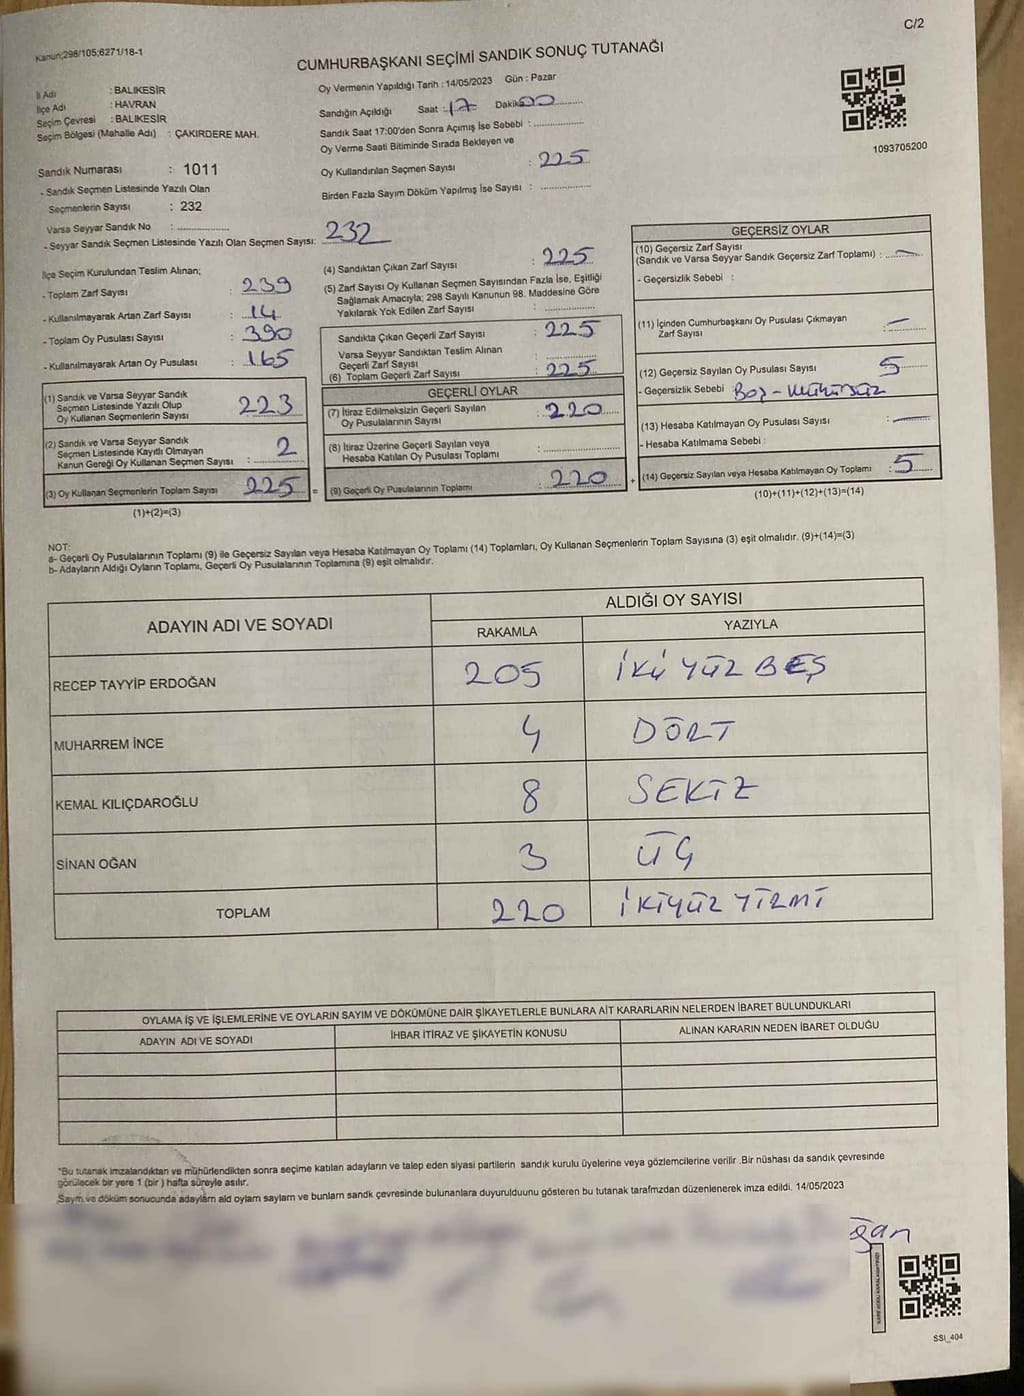 C/2
Kanun;298/105;6271/18-1
CUMHURBAŞKANI SEÇİMİ SANDIK SONUÇ TUTANAĞI
İl Adı : BALIKESİR
İlçe Adı : HAVRAN
Seçim Çevresi : BALIKESİR
Seçim Bölgesi (Mahalle Adı) : ÇAKIRDERE MAH.
Sandık Numarası : 1011
- Sandık Seçmen Listesinde Yazılı Olan
Seçmenlerin Sayısı : 232
Varsa Seyyar Sandık No :
- Seyyar Sandık Seçmen Listesinde Yazılı Olan Seçmen Sayısı: 232
Oy Vermenin Yapıldığı Tarih : 14/05/2023 Gün : Pazar
Sandığın Açıldığı Saat : 17 Dakika 00
Sandık Saat 17:00'den Sonra Açımış İse Sebebi :
Oy Verme Saati Bitiminde Sırada Bekleyen ve
Oy Kullandırılan Seçmen Sayısı : 225
Birden Fazla Sayım Döküm Yapılmış İse Sayısı :
1093705200
İlçe Seçim Kurulundan Teslim Alınan;
- Toplam Zarf Sayısı : 239
- Kullanılmayarak Artan Zarf Sayısı : 14
- Toplam Oy Pusulası Sayısı : 390
- Kullanılmayarak Artan Oy Pusulası : 165
(1) Sandık ve Varsa Seyyar Sandık
Seçmen Listesinde Yazılı Olup
Oy Kullanan Seçmenlerin Sayısı 223
(2) Sandık ve Varsa Seyyar Sandık
Seçmen Listesinde Kayıtlı Olmayan
Kanun Gereği Oy Kullanan Seçmen Sayısı : 2
(3) Oy Kullanan Seçmenlerin Toplam Sayısı 225 =
(1)+(2)=(3)
(4) Sandıktan Çıkan Zarf Sayısı : 225
(5) Zarf Sayısı Oy Kullanan Seçmen Sayısından Fazla İse, Eşitliği
Sağlamak Amacıyla; 298 Sayılı Kanunun 98. Maddesine Göre
Yakılarak Yok Edilen Zarf Sayısı :
Sandıkta Çıkan Geçerli Zarf Sayısı : 225
Varsa Seyyar Sandıktan Teslim Alınan
Geçerli Zarf Sayısı :
(6) Toplam Geçerli Zarf Sayısı : 225
GEÇERLİ OYLAR
(7) İtiraz Edilmeksizin Geçerli Sayılan
Oy Pusulalarının Sayısı : 220
(8) İtiraz Üzerine Geçerli Sayılan veya
Hesaba Katılan Oy Pusulası Toplamı :
(9) Geçerli Oy Pusulalarının Toplamı : 220 +
GEÇERSİZ OYLAR
(10) Geçersiz Zarf Sayısı
(Sandık ve Varsa Seyyar Sandık Geçersiz Zarf Toplamı) : —
- Geçersizlik Sebebi :
(11) İçinden Cumhurbaşkanı Oy Pusulası Çıkmayan
Zarf Sayısı : —
(12) Geçersiz Sayılan Oy Pusulası Sayısı : 5
- Geçersizlik Sebebi Boş - Mühürsüz
(13) Hesaba Katılmayan Oy Pusulası Sayısı : —
- Hesaba Katılmama Sebebi :
(14) Geçersiz Sayılan veya Hesaba Katılmayan Oy Toplamı : 5
(10)+(11)+(12)+(13)=(14)
NOT:
a- Geçerli Oy Pusulalarının Toplamı (9) ile Geçersiz Sayılan veya Hesaba Katılmayan Oy Toplamı (14) Toplamları, Oy Kullanan Seçmenlerin Toplam Sayısına (3) eşit olmalıdır. (9)+(14)=(3)
b- Adayların Aldığı Oyların Toplamı, Geçerli Oy Pusulalarının Toplamına (9) eşit olmalıdır.
ADAYIN ADI VE SOYADI ALDIĞI OY SAYISI
RAKAMLA YAZIYLA
RECEP TAYYİP ERDOĞAN 205 İKİ YÜZ BEŞ
MUHARREM İNCE 4 DÖRT
KEMAL KILIÇDAROĞLU 8 SEKİZ
SİNAN OĞAN 3 ÜÇ
TOPLAM 220 İKİYÜZ YİRMİ
OYLAMA İŞ VE İŞLEMLERİNE VE OYLARIN SAYIM VE DÖKÜMÜNE DAİR ŞİKAYETLERLE BUNLARA AİT KARARLARIN NELERDEN İBARET BULUNDUKLARI
ADAYIN ADI VE SOYADI İHBAR İTİRAZ VE ŞİKAYETİN KONUSU ALINAN KARARIN NEDEN İBARET OLDUĞU
*Bu tutanak imzalandıktan ve mühürlendikten sonra seçime katılan adayların ve talep eden siyasi partilerin sandık kurulu üyelerine veya gözlemcilerine verilir .Bir nüshası da sandık çevresinde
görülecek bir yere 1 (bir ) hafta süreyle asılır.
Sayım ve döküm sonucunda adayların ald oylam saylarn ve bunlarn sandk çevresinde bulunanlara duyurulduunu gösteren bu tutanak tarafmzdan düzenlenerek imza edildi. 14/05/2023
SSI_404